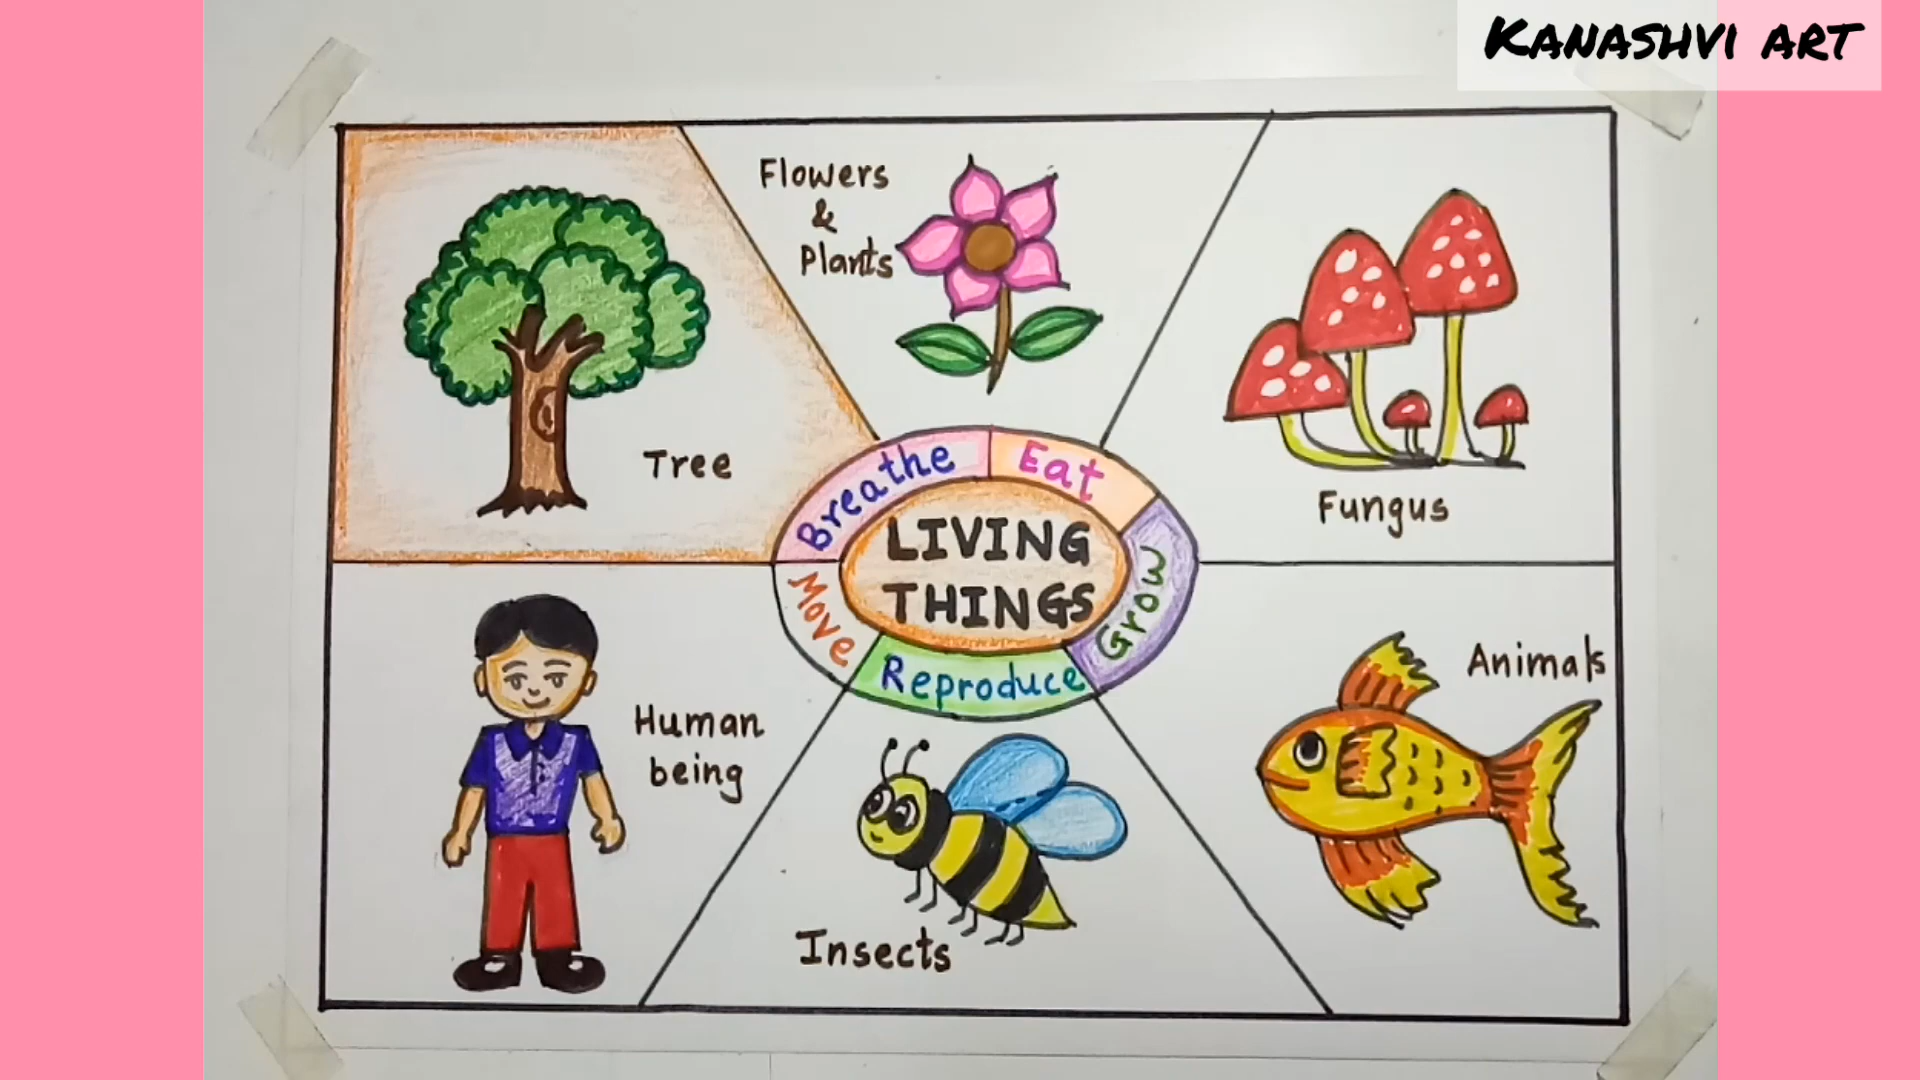 KANASHVI ART
Flowers
&
Plants
Tree
Fungus
Breathe
Eat
Grow
Reproduce
Move
LIVING
THINGS
Human
being
Insects
Animals